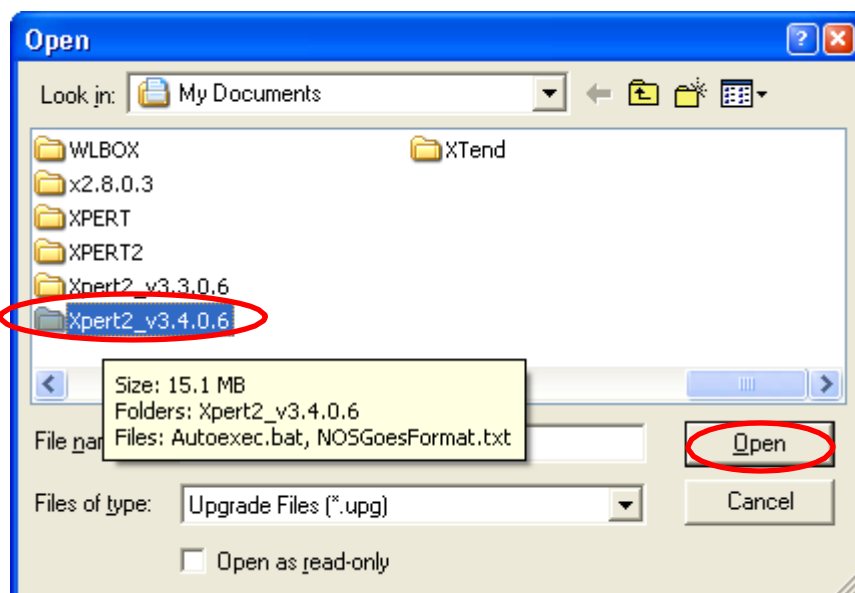 Open
Look in: My Documents
WLBOX
XTend
x2.8.0.3
XPERT
XPERT2
Xpert2_v3.3.0.6
Xpert2_v3.4.0.6
Size: 15.1 MB
Folders: Xpert2_v3.4.0.6
Files: Autoexec.bat, NOSGoesFormat.txt
File
Open
Files of type: Upgrade Files (*.upg)
Cancel
Open as read-only